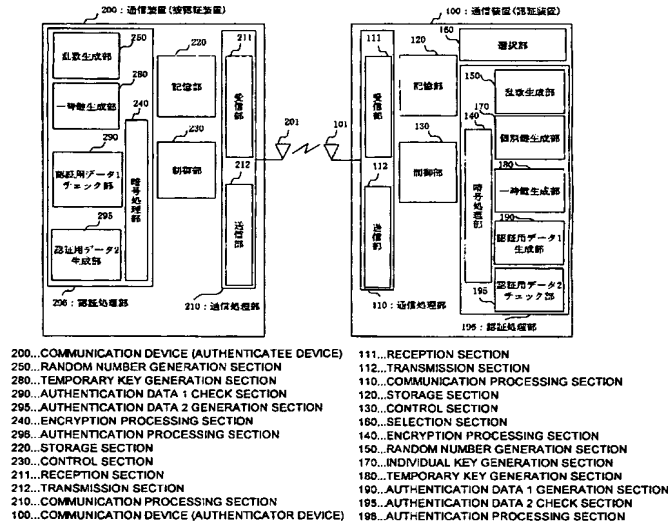 200：通信装置(被認証装置)
250
乱数生成部
280
一時鍵生成部
240
290
認証用データ1
チェック部
暗号処理部
295
認証用データ2
生成部
296：認証処理部
220
記憶部
230
制御部
211
受信部
212
送信部
210：通信処理部
201
101
100：通信装置(認証装置)
111
受信部
112
送信部
110：通信処理部
120
記憶部
130
制御部
160
選択部
150
乱数生成部
170
140
個別鍵生成部
180
一時鍵生成部
暗号処理部
190
認証用データ1
生成部
195
認証用データ2
チェック部
196：認証処理部
200...COMMUNICATION DEVICE (AUTHENTICATEE DEVICE)
250...RANDOM NUMBER GENERATION SECTION
280...TEMPORARY KEY GENERATION SECTION
290...AUTHENTICATION DATA 1 CHECK SECTION
295...AUTHENTICATION DATA 2 GENERATION SECTION
240...ENCRYPTION PROCESSING SECTION
296...AUTHENTICATION PROCESSING SECTION
220...STORAGE SECTION
230...CONTROL SECTION
211...RECEPTION SECTION
212...TRANSMISSION SECTION
210...COMMUNICATION PROCESSING SECTION
100...COMMUNICATION DEVICE (AUTHENTICATOR DEVICE)
111...RECEPTION SECTION
112...TRANSMISSION SECTION
110...COMMUNICATION PROCESSING SECTION
120...STORAGE SECTION
130...CONTROL SECTION
160...SELECTION SECTION
140...ENCRYPTION PROCESSING SECTION
150...RANDOM NUMBER GENERATION SECTION
170...INDIVIDUAL KEY GENERATION SECTION
180...TEMPORARY KEY GENERATION SECTION
190...AUTHENTICATION DATA 1 GENERATION SECTION
195...AUTHENTICATION DATA 2 CHECK SECTION
196...AUTHENTICATION PROCESSING SECTION